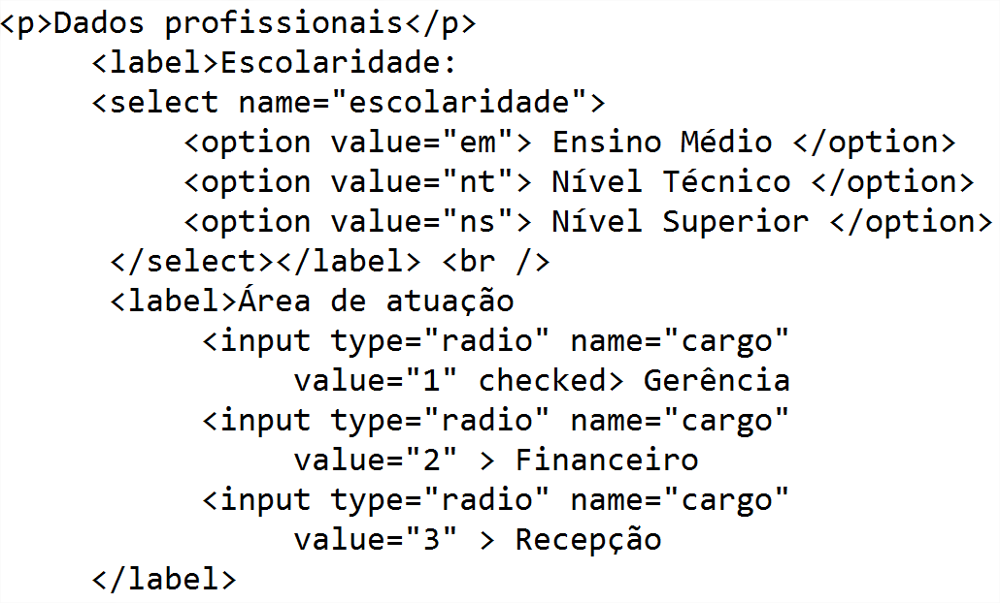 <p>Dados profissionais</p>
<label>Escolaridade:
<select name="escolaridade">
<option value="em"> Ensino Médio </option>
<option value="nt"> Nível Técnico </option>
<option value="ns"> Nível Superior </option>
</select></label> <br />
<label>Área de atuação
<input type="radio" name="cargo"
value="1" checked> Gerência
<input type="radio" name="cargo"
value="2" > Financeiro
<input type="radio" name="cargo"
value="3" > Recepção
</label>